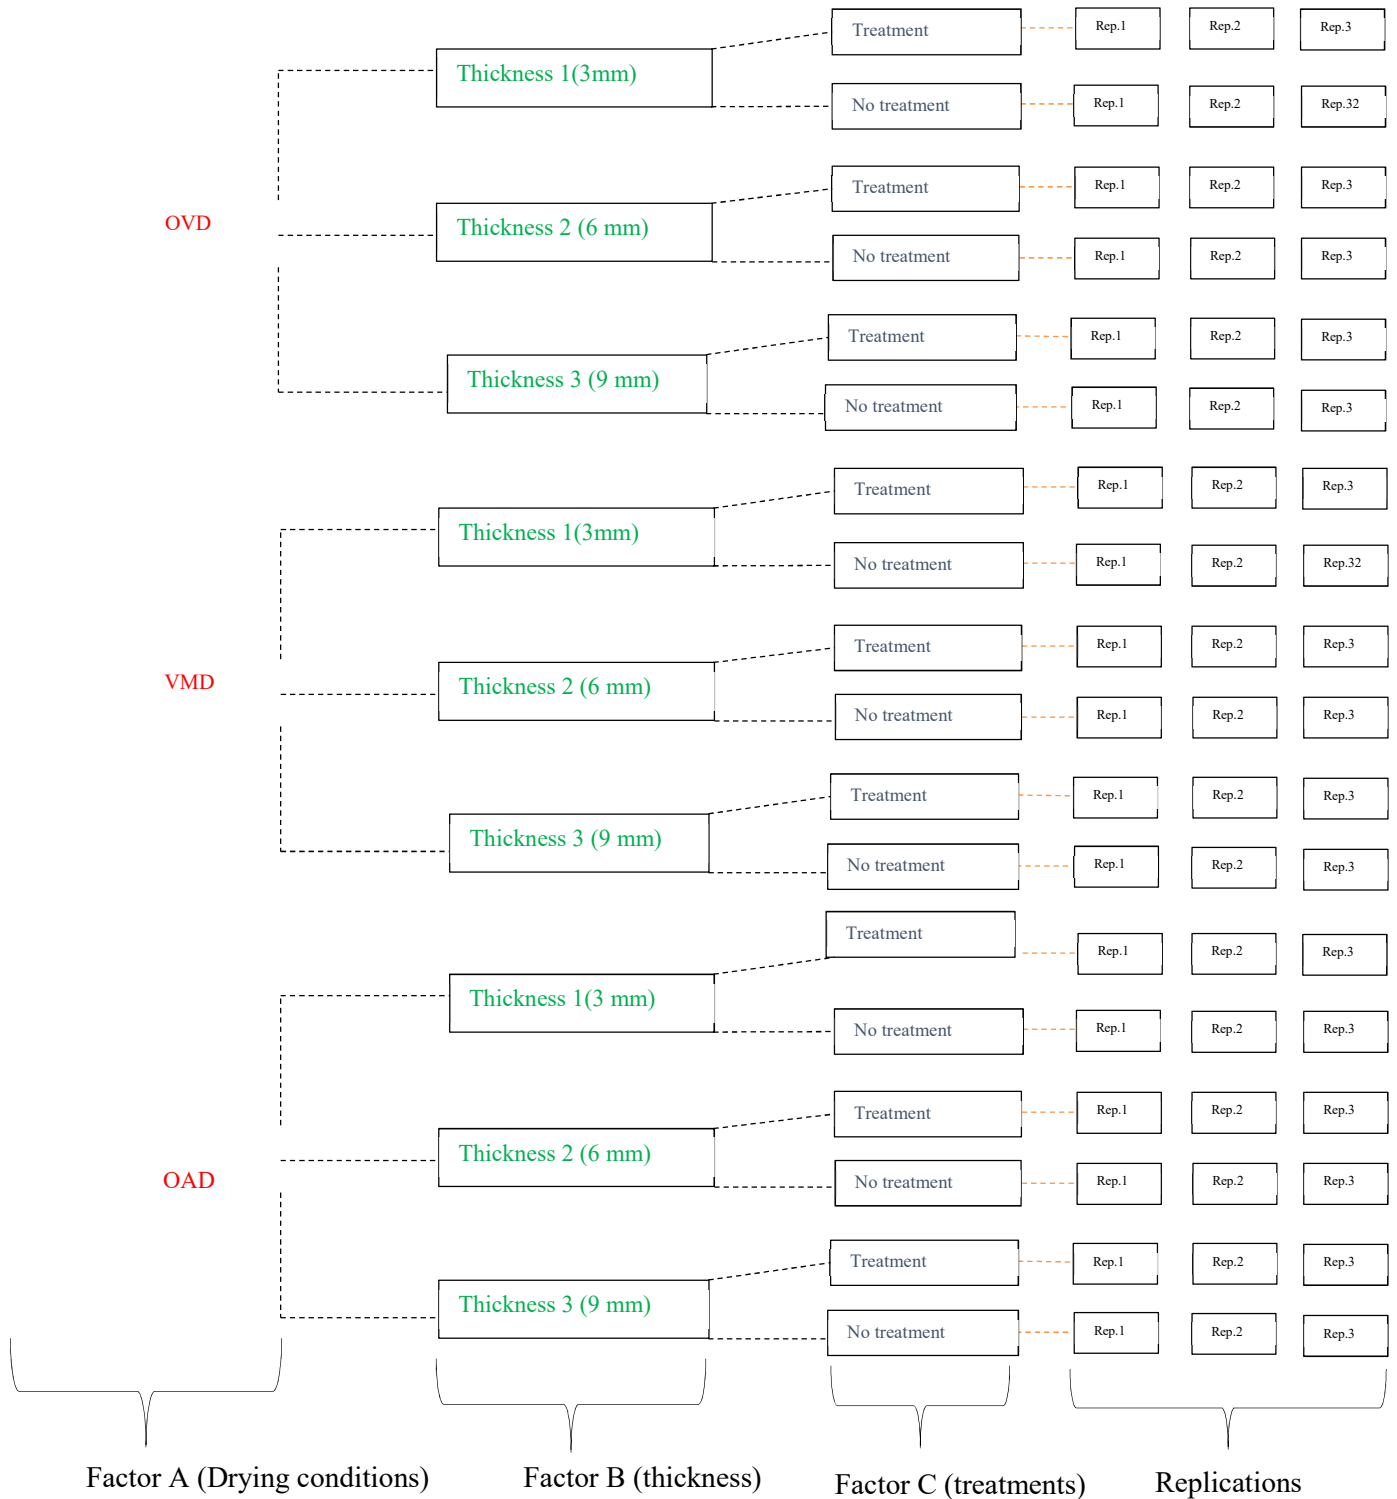 Treatment
Rep.1
Rep.2
Rep.3
Thickness 1(3mm)
No treatment
Rep.1
Rep.2
Rep.32
Treatment
Rep.1
Rep.2
Rep.3
OVD
Thickness 2 (6 mm)
No treatment
Rep.1
Rep.2
Rep.3
Treatment
Rep.1
Rep.2
Rep.3
Thickness 3 (9 mm)
No treatment
Rep.1
Rep.2
Rep.3
Treatment
Rep.1
Rep.2
Rep.3
Thickness 1(3mm)
No treatment
Rep.1
Rep.2
Rep.32
Treatment
Rep.1
Rep.2
Rep.3
VMD
Thickness 2 (6 mm)
No treatment
Rep.1
Rep.2
Rep.3
Treatment
Rep.1
Rep.2
Rep.3
Thickness 3 (9 mm)
No treatment
Rep.1
Rep.2
Rep.3
Treatment
Rep.1
Rep.2
Rep.3
Thickness 1(3 mm)
No treatment
Rep.1
Rep.2
Rep.3
Treatment
Rep.1
Rep.2
Rep.3
OAD
Thickness 2 (6 mm)
No treatment
Rep.1
Rep.2
Rep.3
Treatment
Rep.1
Rep.2
Rep.3
Thickness 3 (9 mm)
No treatment
Rep.1
Rep.2
Rep.3
Factor A (Drying conditions)
Factor B (thickness)
Factor C (treatments)
Replications